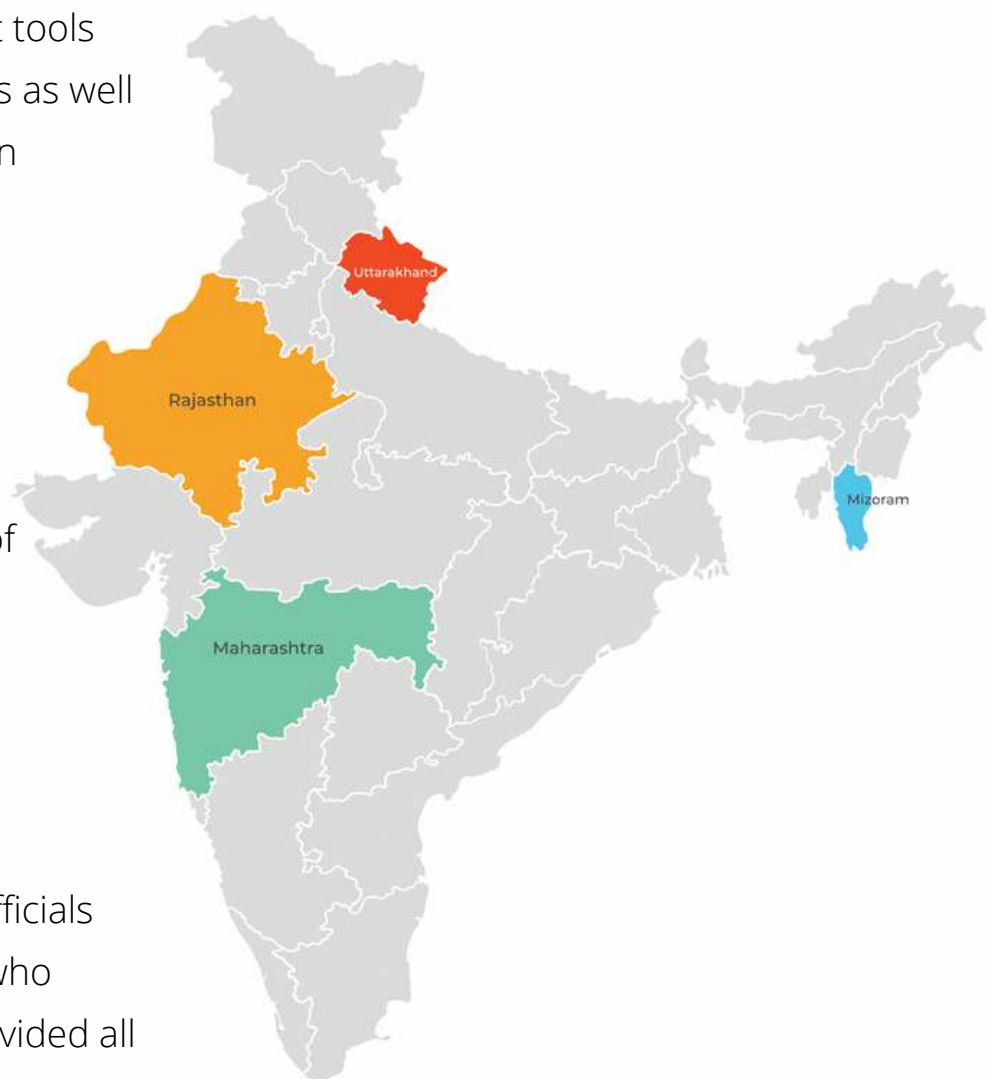 t tools
s as well
n
Uttarakhand
Rajasthan
Mizoram
of
Maharashtra
fficials
who
vided all